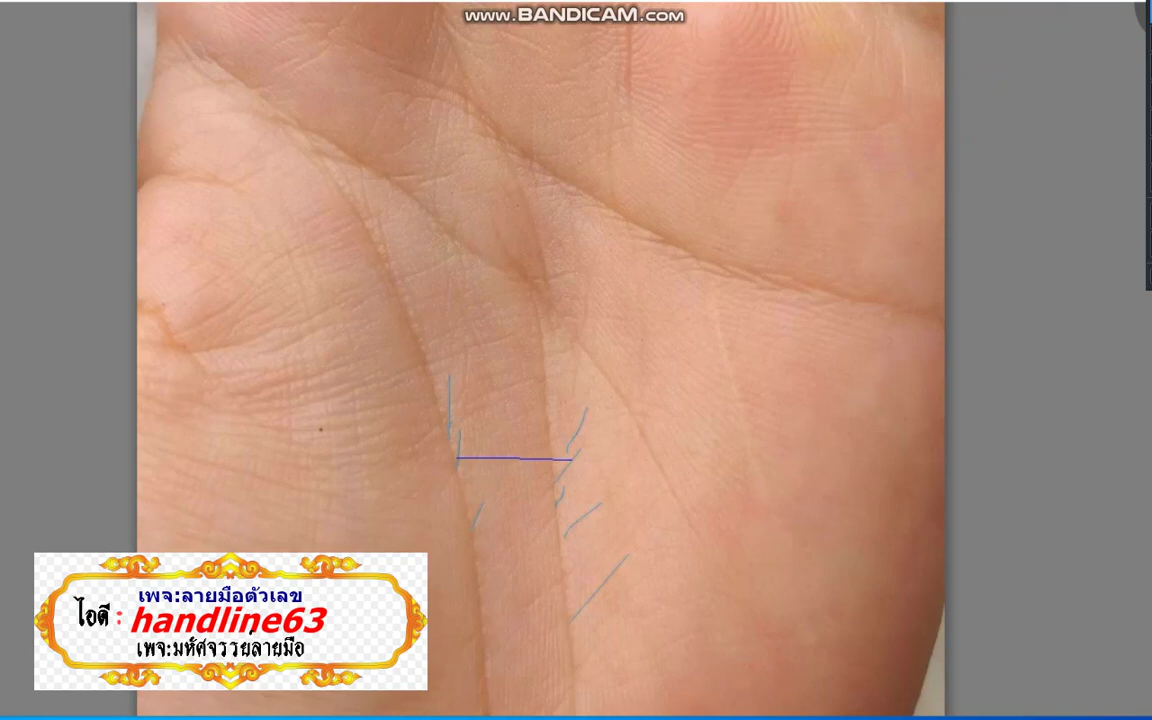 www.BANDICAM.com
เพจ:ลายมือตัวเลข
ไอดี : handline63
เพจ:มหัศจรรยลายมือ